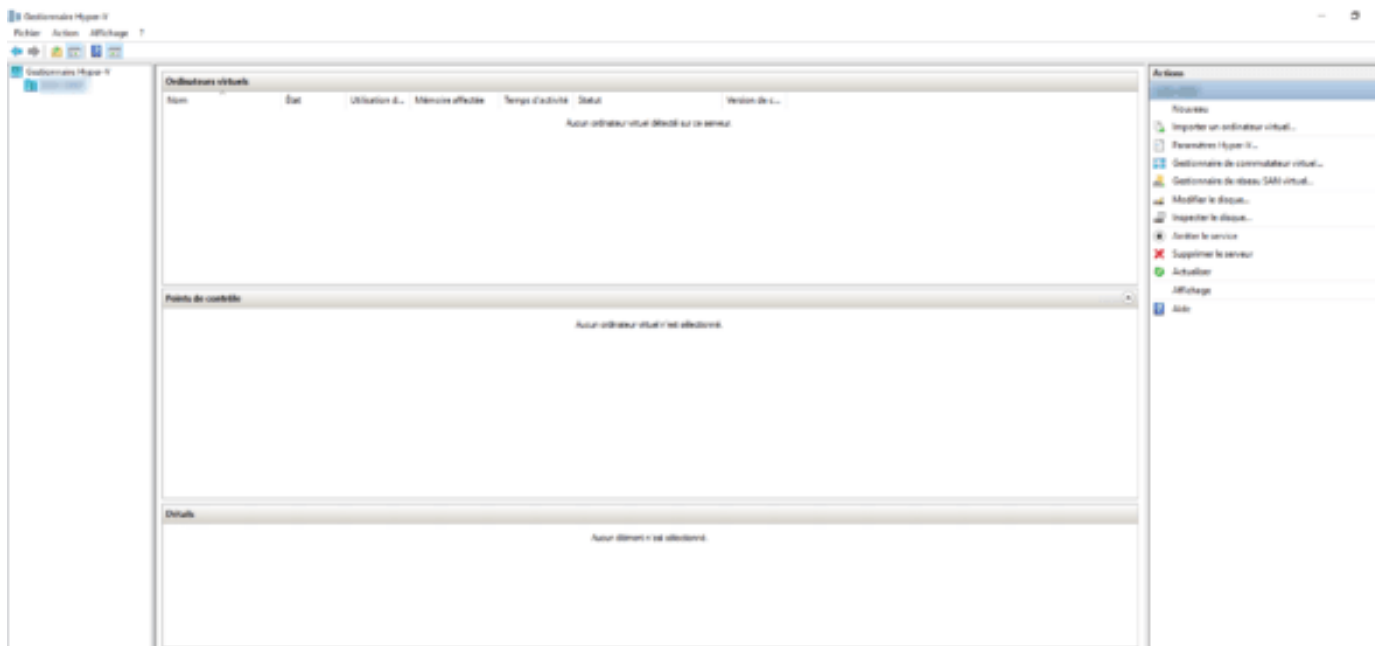 Gestionnaire Hyper-V
Fichier Action Affichage ?
Gestionnaire Hyper-V
Ordinateurs virtuels
Nom État Utilisation d... Mémoire affectée Temps d'activité Statut Version de c...
Aucun ordinateur virtuel détecté sur ce serveur.
Points de contrôle
Aucun ordinateur virtuel n'est sélectionné.
Détails
Aucun élément n'est sélectionné.
Actions
Nouveau
Importer un ordinateur virtuel...
Paramètres Hyper-V...
Gestionnaire de commutateur virtuel...
Gestionnaire de réseau SAN virtuel...
Modifier le disque...
Inspecter le disque...
Arrêter le service
Supprimer le serveur
Actualiser
Affichage
Aide